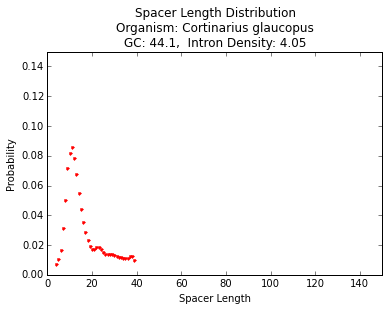 Spacer Length Distribution
Organism: Cortinarius glaucopus
GC: 44.1,  Intron Density: 4.05
0.14
0.12
0.10
0.08
0.06
0.04
0.02
0.00
Probability
0 20 40 60 80 100 120 140
Spacer Length